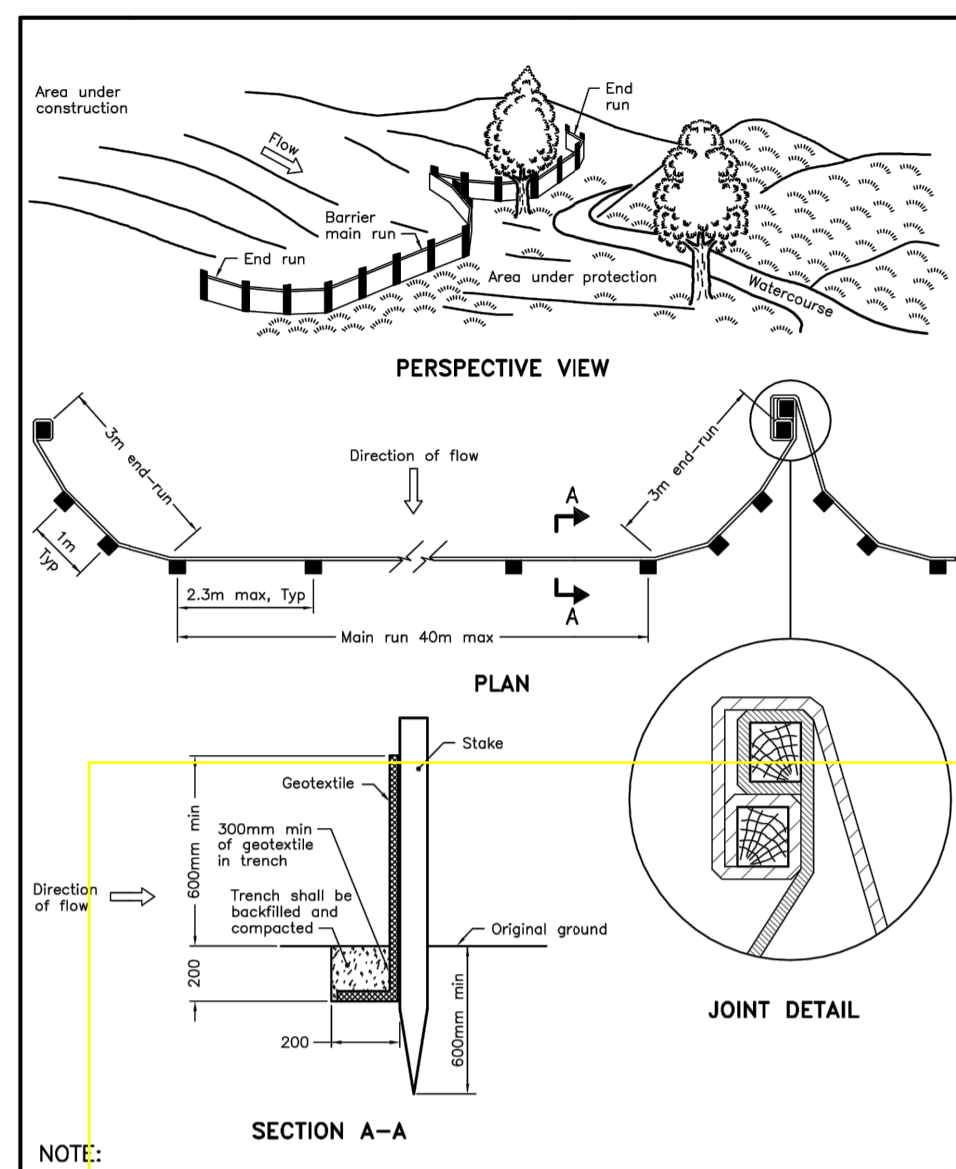 Area under
construction
Flow
End
run
Barrier
main run
End run
Area under protection
Watercourse
PERSPECTIVE VIEW
3m end-run
Direction of flow
3m end-run
A
1m
Typ
2.3m max, Typ
A
Main run 40m max
PLAN
Stake
Geotextile
600mm min
300mm min
of geotextile
in trench
Direction
of flow
Trench shall be
backfilled and
compacted
Original ground
200
600mm min
200
JOINT DETAIL
SECTION A-A
NOTE: